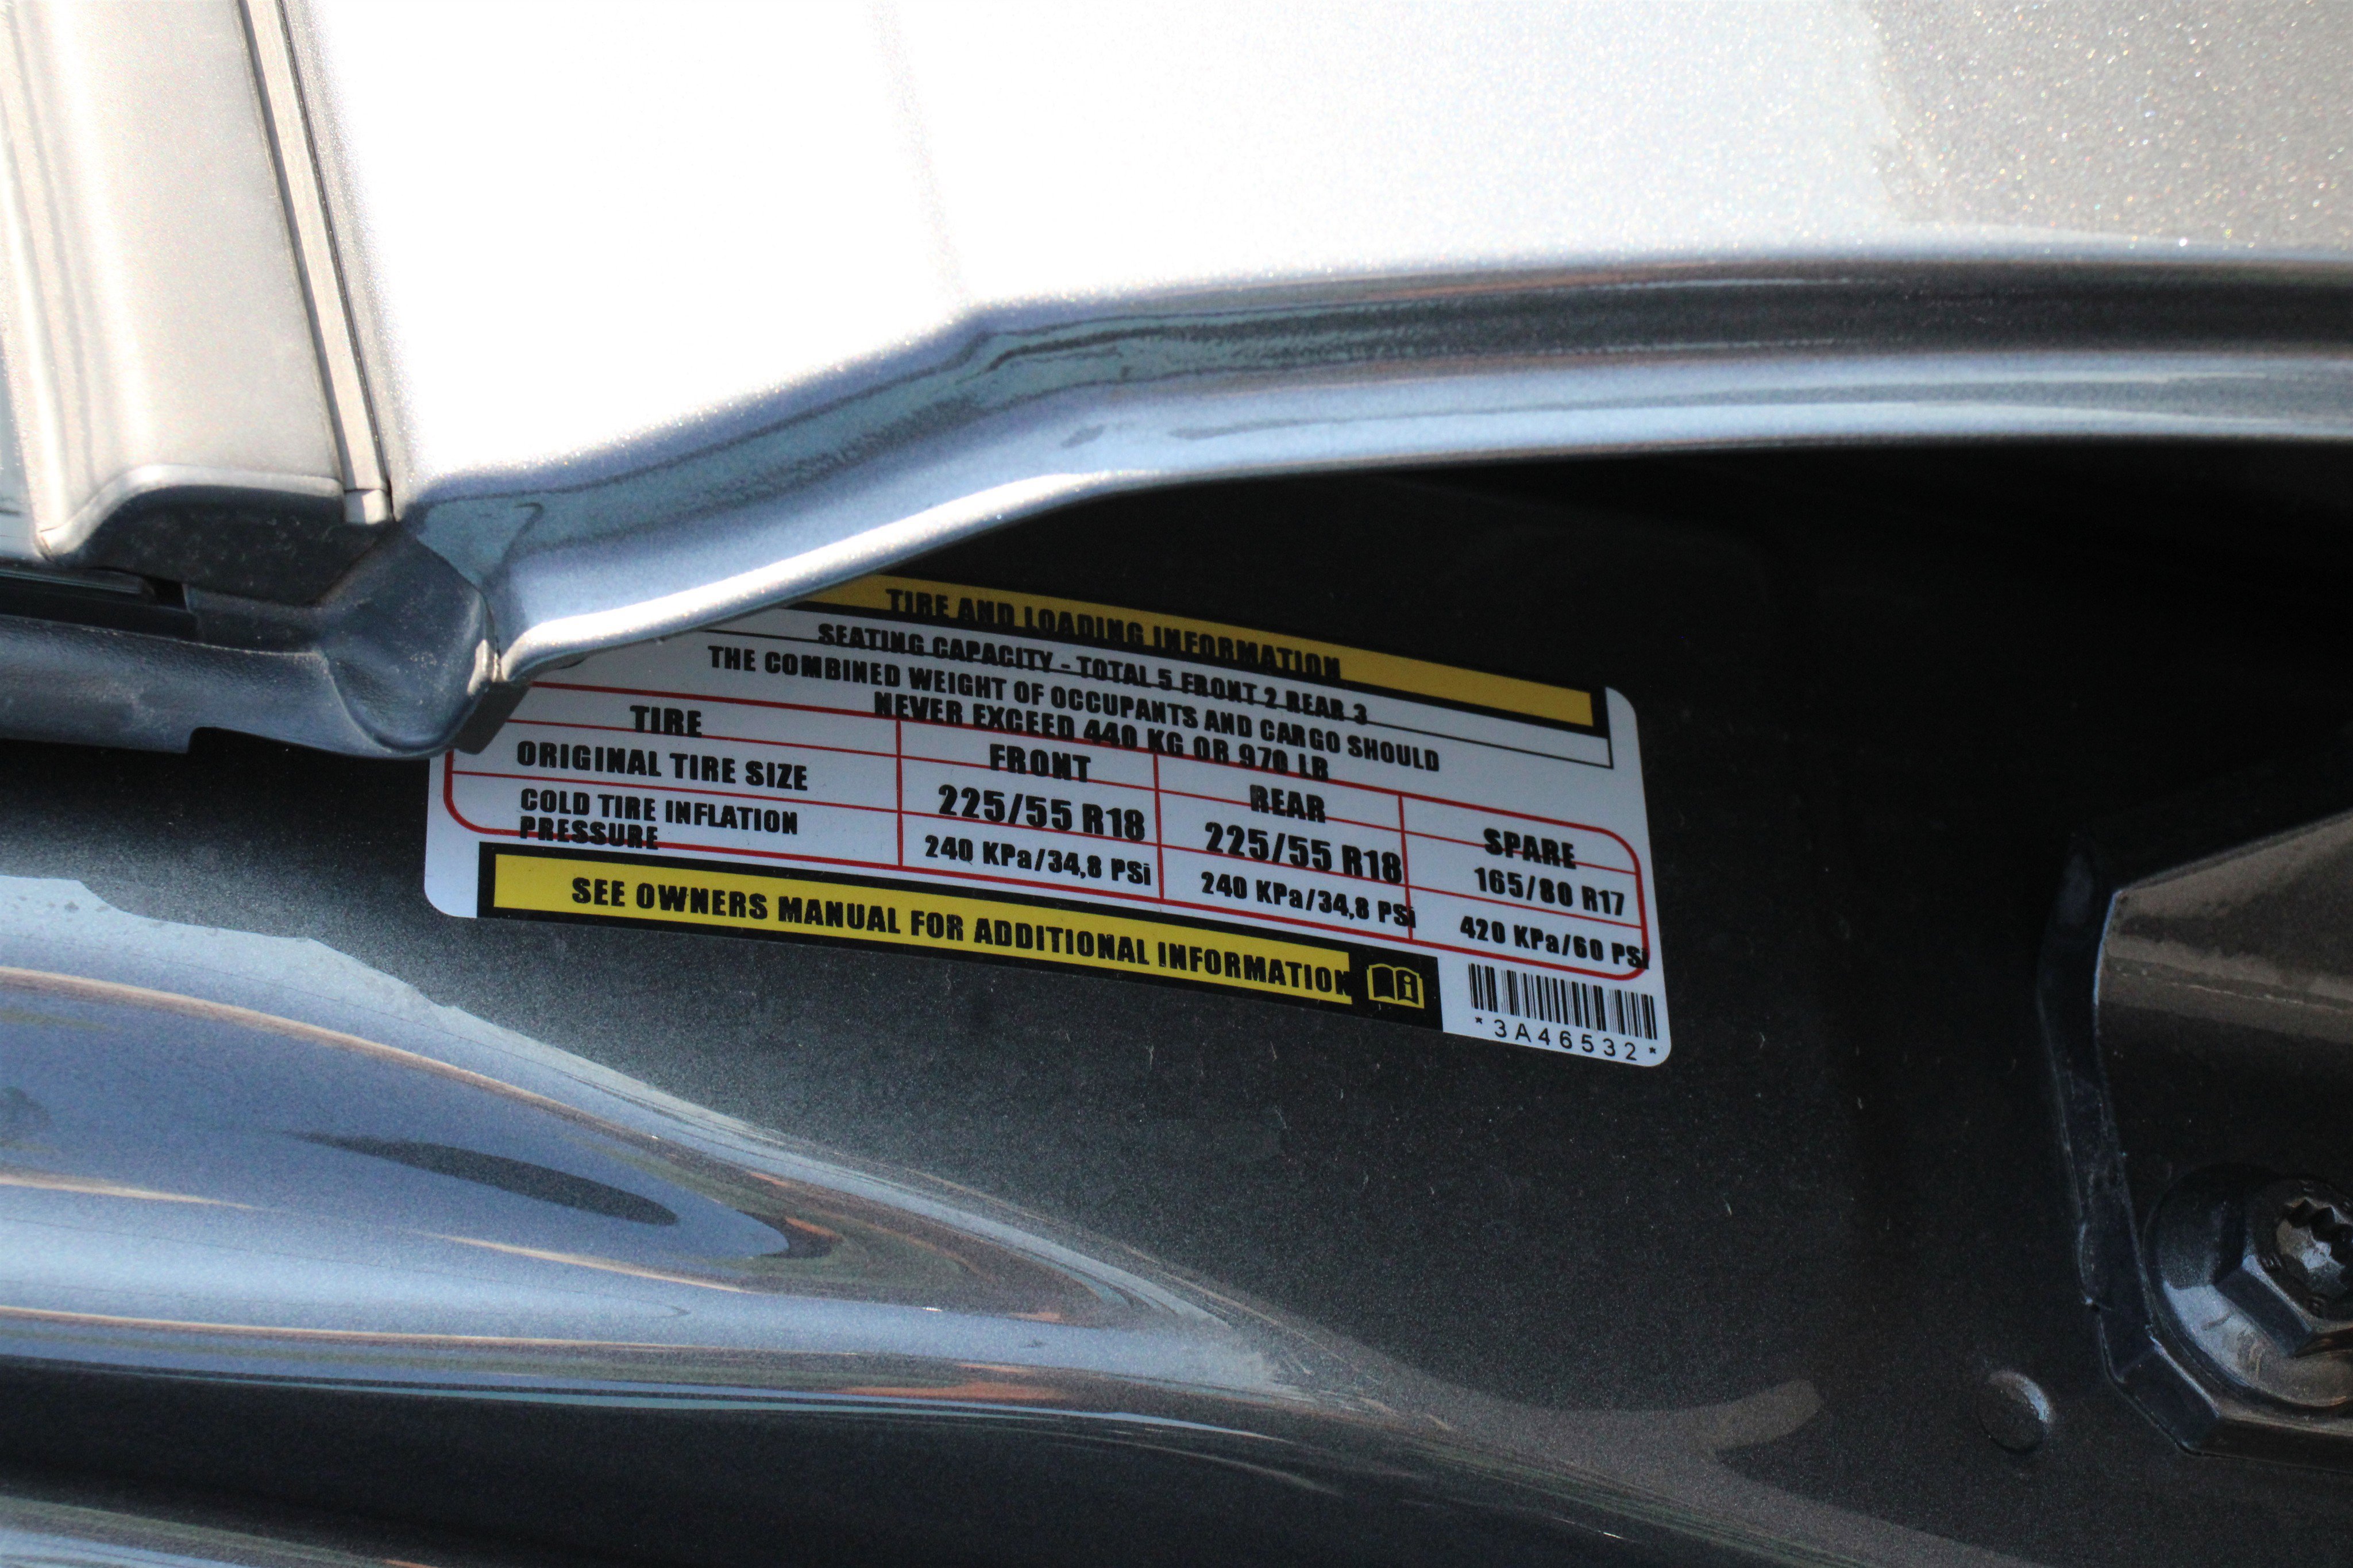 TIRE AND LOADING INFORMATION
SEATING CAPACITY - TOTAL 5 FRONT 2 REAR 3
THE COMBINED WEIGHT OF OCCUPANTS AND CARGO SHOULD
NEVER EXCEED 440 KG OR 970 LB
TIRE FRONT REAR SPARE
ORIGINAL TIRE SIZE 225/55 R18 225/55 R18 165/80 R17
COLD TIRE INFLATION
PRESSURE 240 KPa/34,8 PSi 240 KPa/34,8 PSi 420 KPa/60 PSi
SEE OWNERS MANUAL FOR ADDITIONAL INFORMATION
*3A46532*